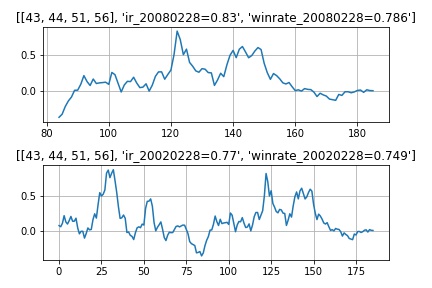 [[43, 44, 51, 56], 'ir_20080228=0.83', 'winrate_20080228=0.786']
0.5
0.0
80 100 120 140 160 180
[[43, 44, 51, 56], 'ir_20020228=0.77', 'winrate_20020228=0.749']
0.5
0.0
0 25 50 75 100 125 150 175